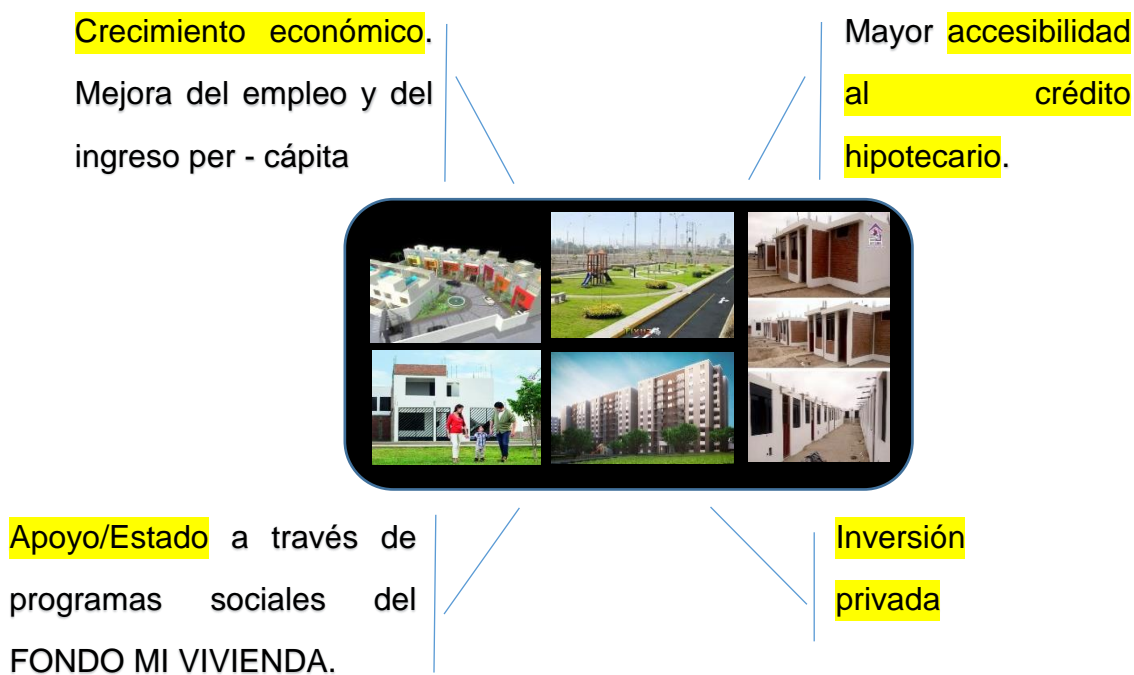 Crecimiento económico.
Mejora del empleo y del
ingreso per - cápita
Mayor accesibilidad
al crédito
hipotecario.
Apoyo/Estado a través de
programas sociales del
FONDO MI VIVIENDA.
Inversión
privada